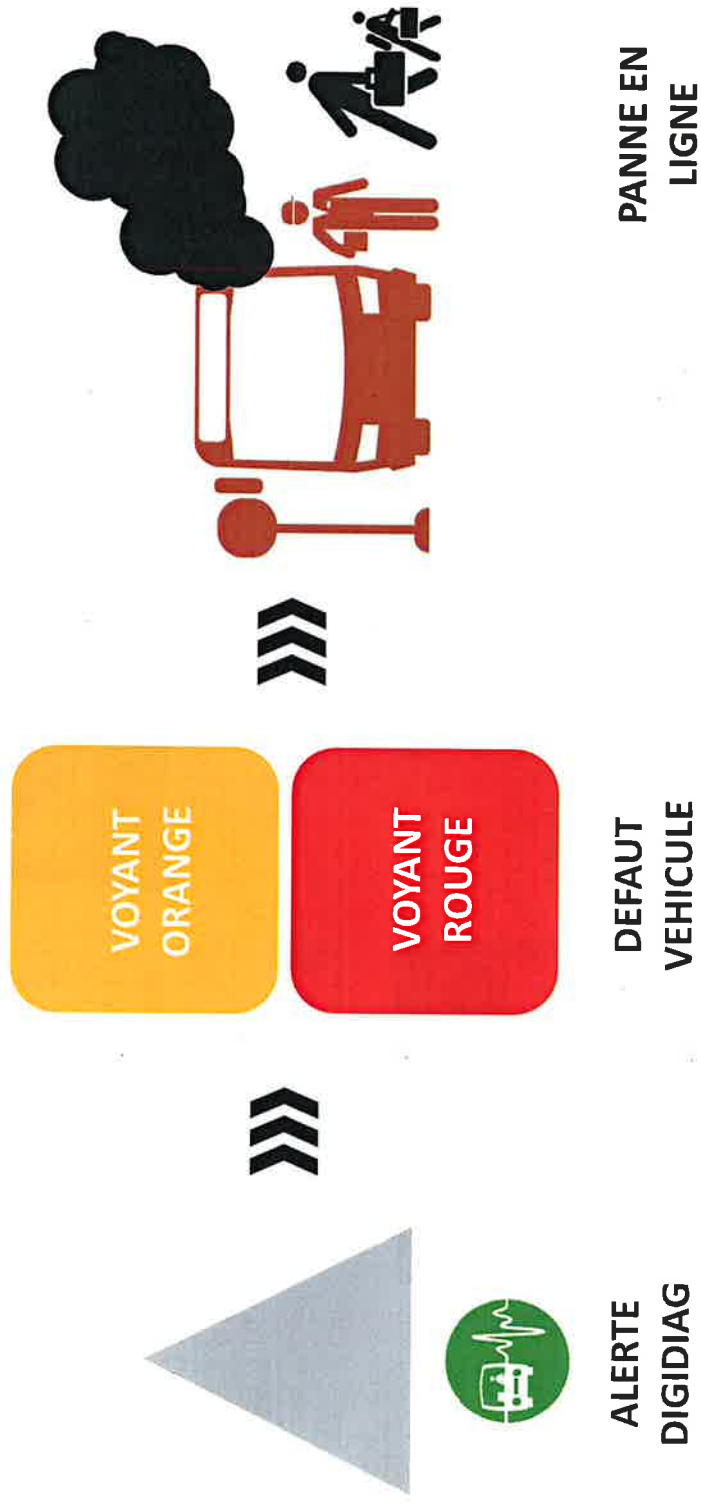 ALERTE
DIGIDIAG
VOYANT
ORANGE
VOYANT
ROUGE
DEFAUT
VEHICULE
PANNE EN
LIGNE